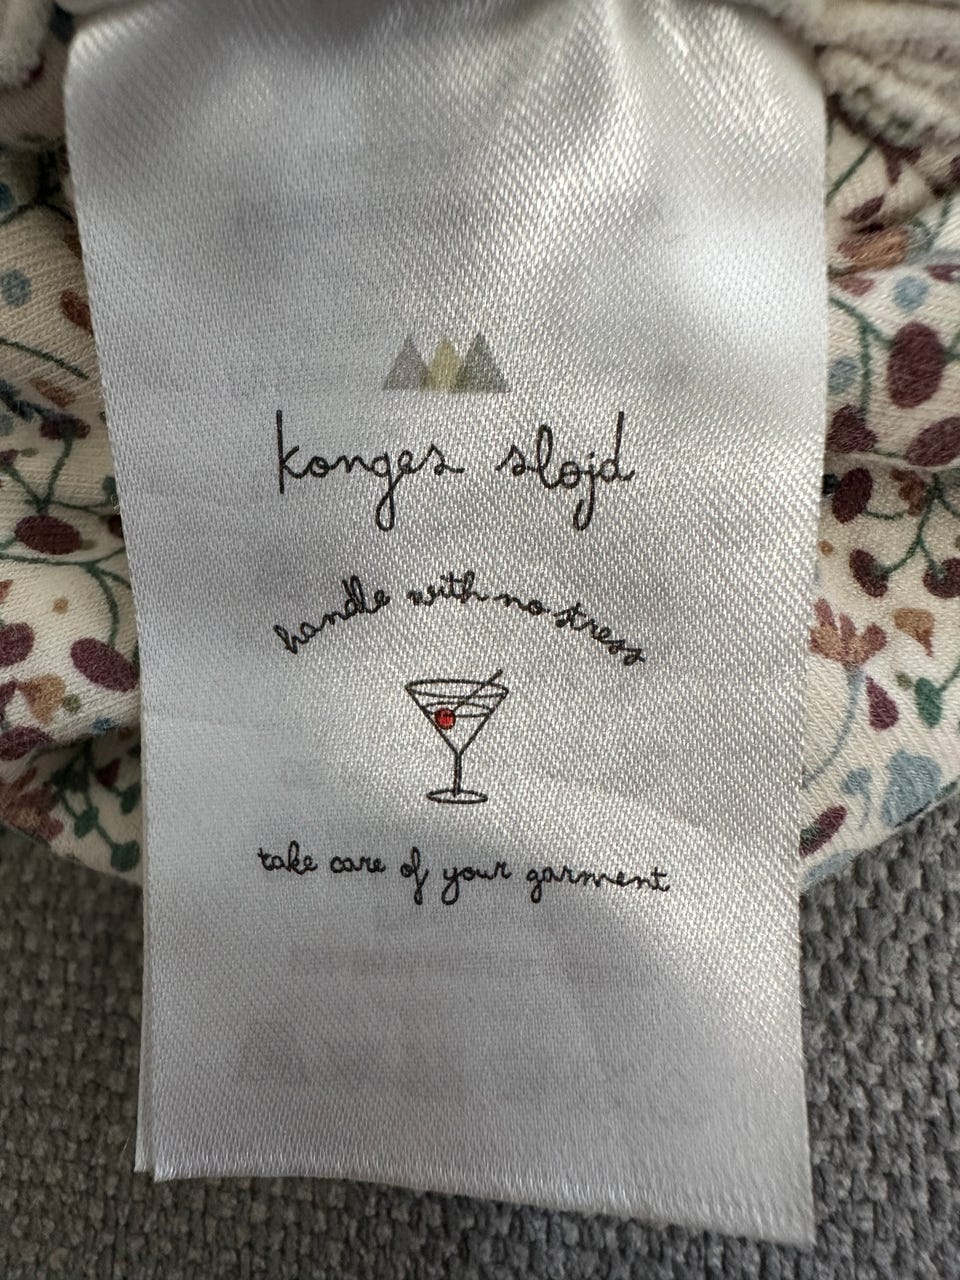 konges sløjd
handle with no stress
take care of your garment